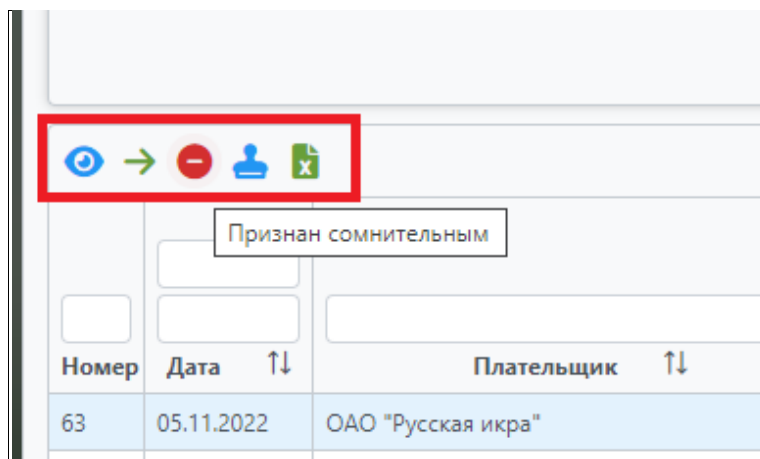 Признан сомнительным
Номер Дата Плательщик
63 05.11.2022 ОАО "Русская икра"